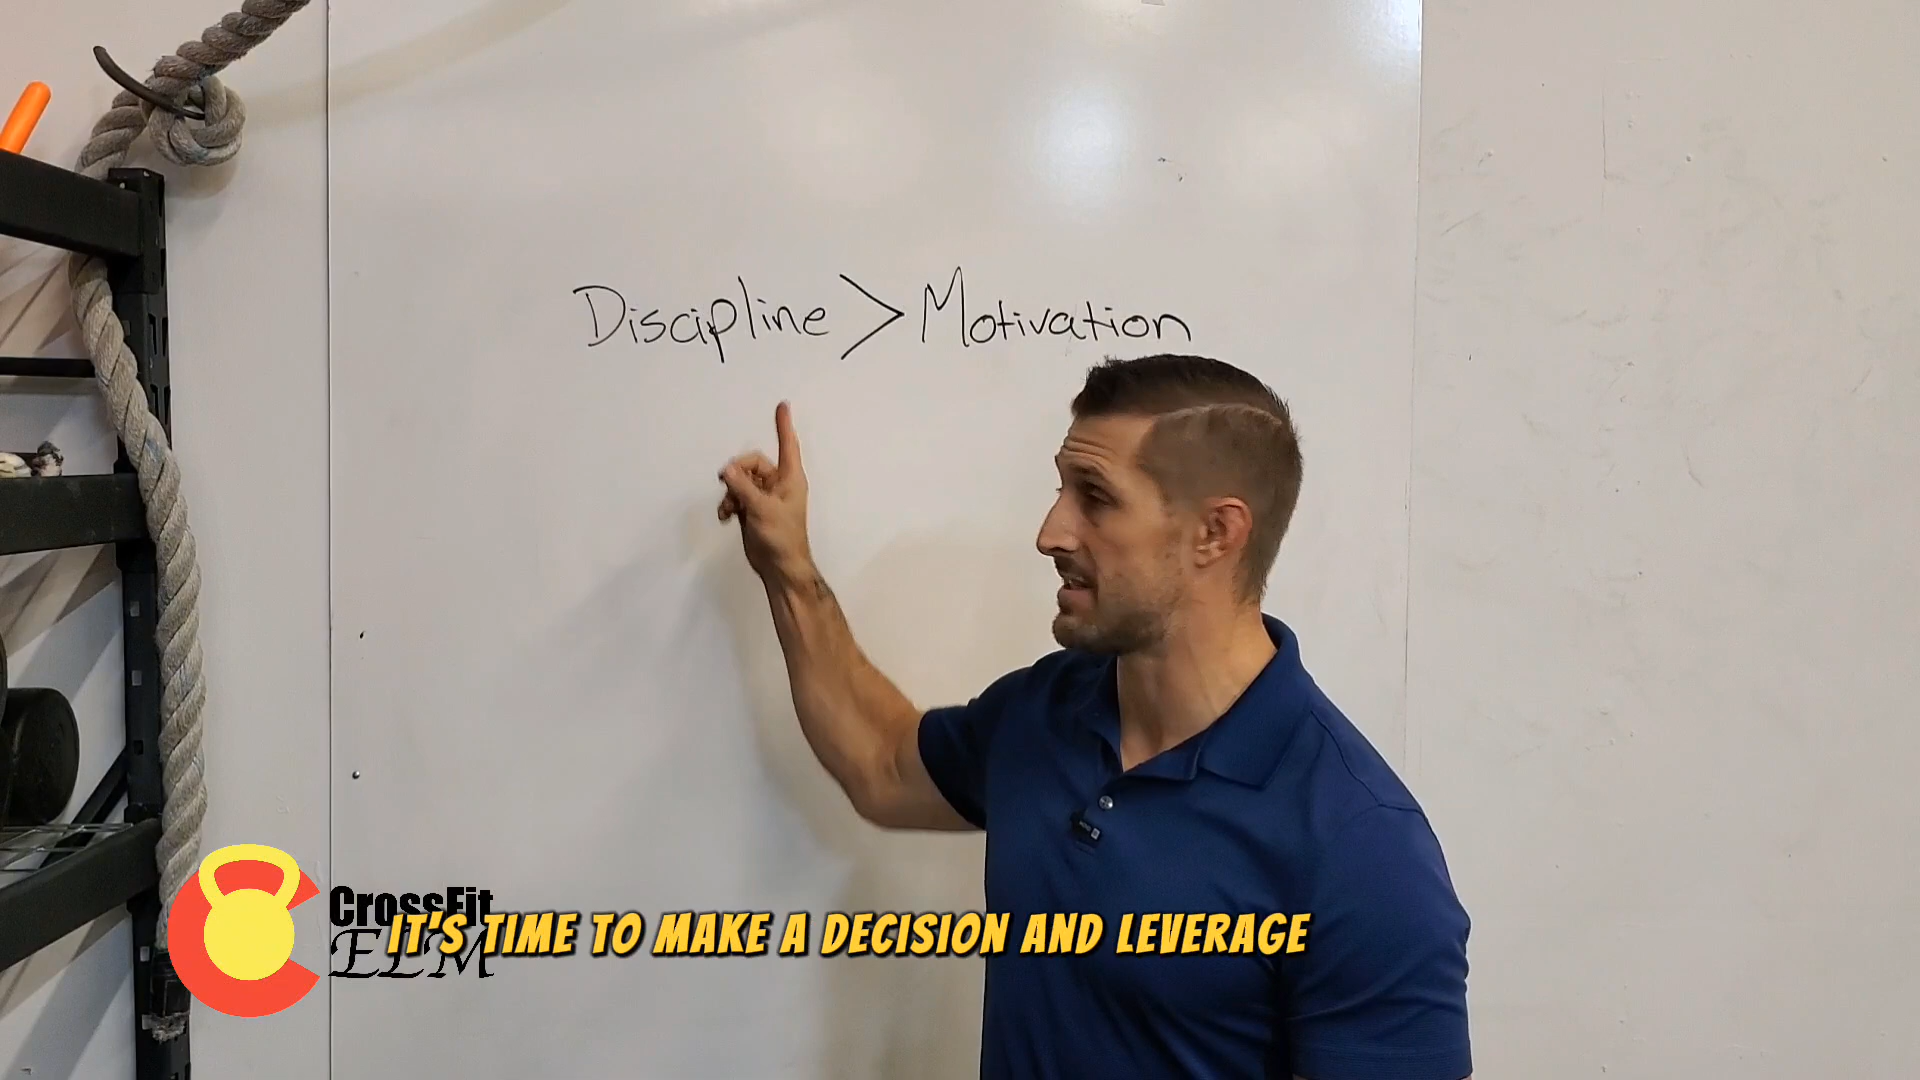 Discipline > Motivation
CrossFit
ELM
IT'S TIME TO MAKE A DECISION AND LEVERAGE